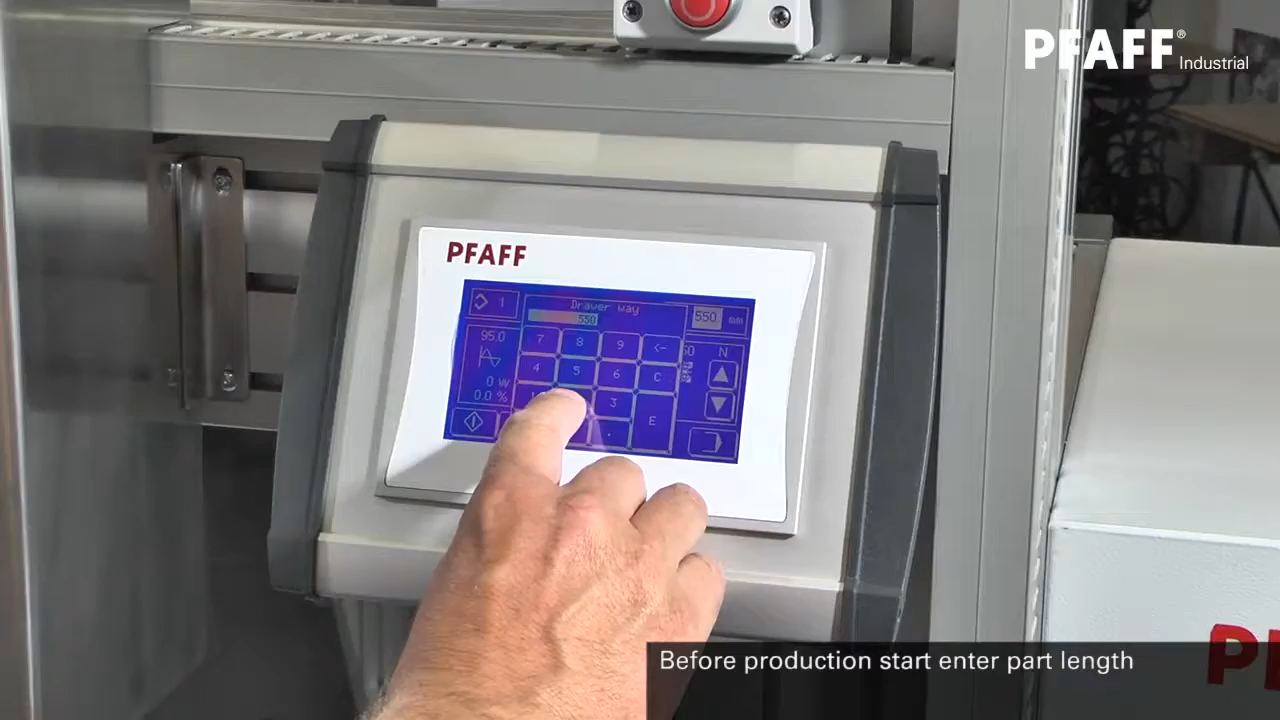 PFAFF®
Industrial
PFAFF
1
Drawer way
550
550 mm
95.0
7 8 9 <-
N
4 5 6 C
0 W
0.0 %
3
E
.
Before production start enter part length